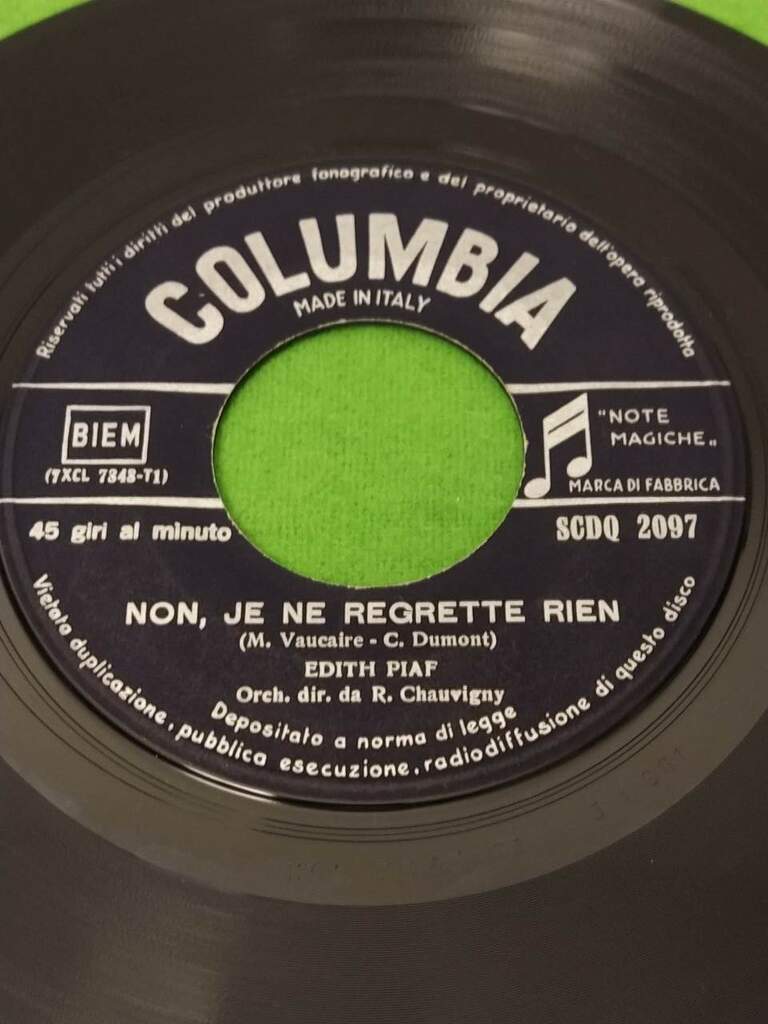 Riservati tutti i diritti del produttore fonografico e del proprietario dell'opera riprodotta
COLUMBIA
MADE IN ITALY
BIEM
(7XCL 7343-T1)
"NOTE
MAGICHE„
MARCA DI FABBRICA
45 giri al minuto
SCDQ 2097
NON, JE NE REGRETTE RIEN
(M. Vaucaire - C. Dumont)
EDITH PIAF
Orch. dir. da R. Chauvigny
Depositato a norma di legge
Vietata duplicazione, pubblica esecuzione, radiodiffusione di questo disco